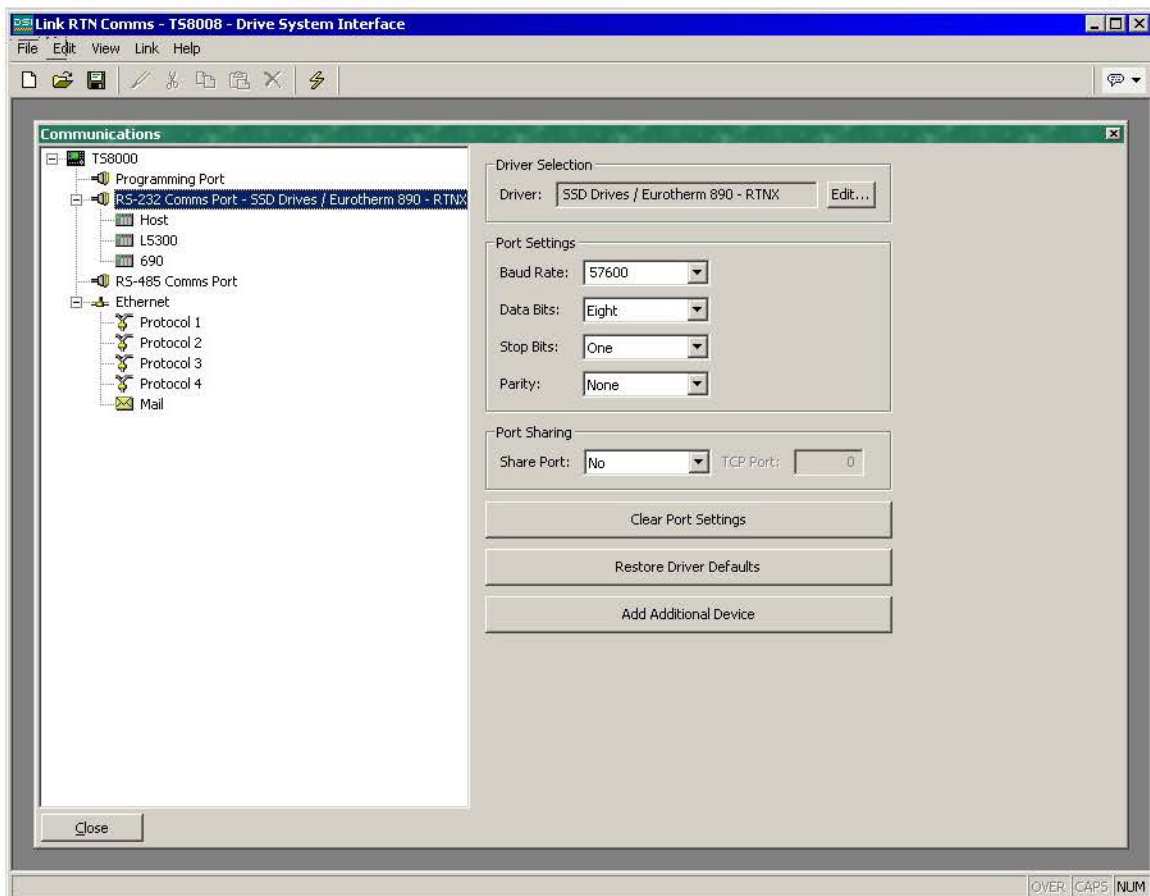 DSI Link RTN Comms - TS8008 - Drive System Interface
File Edit View Link Help
Communications
TS8000
Programming Port
RS-232 Comms Port - SSD Drives / Eurotherm 890 - RTNX
Host
L5300
690
RS-485 Comms Port
Ethernet
Protocol 1
Protocol 2
Protocol 3
Protocol 4
Mail
Driver Selection
Driver: SSD Drives / Eurotherm 890 - RTNX Edit...
Port Settings
Baud Rate: 57600
Data Bits: Eight
Stop Bits: One
Parity: None
Port Sharing
Share Port: No TCP Port: 0
Clear Port Settings
Restore Driver Defaults
Add Additional Device
Close
OVER CAPS NUM